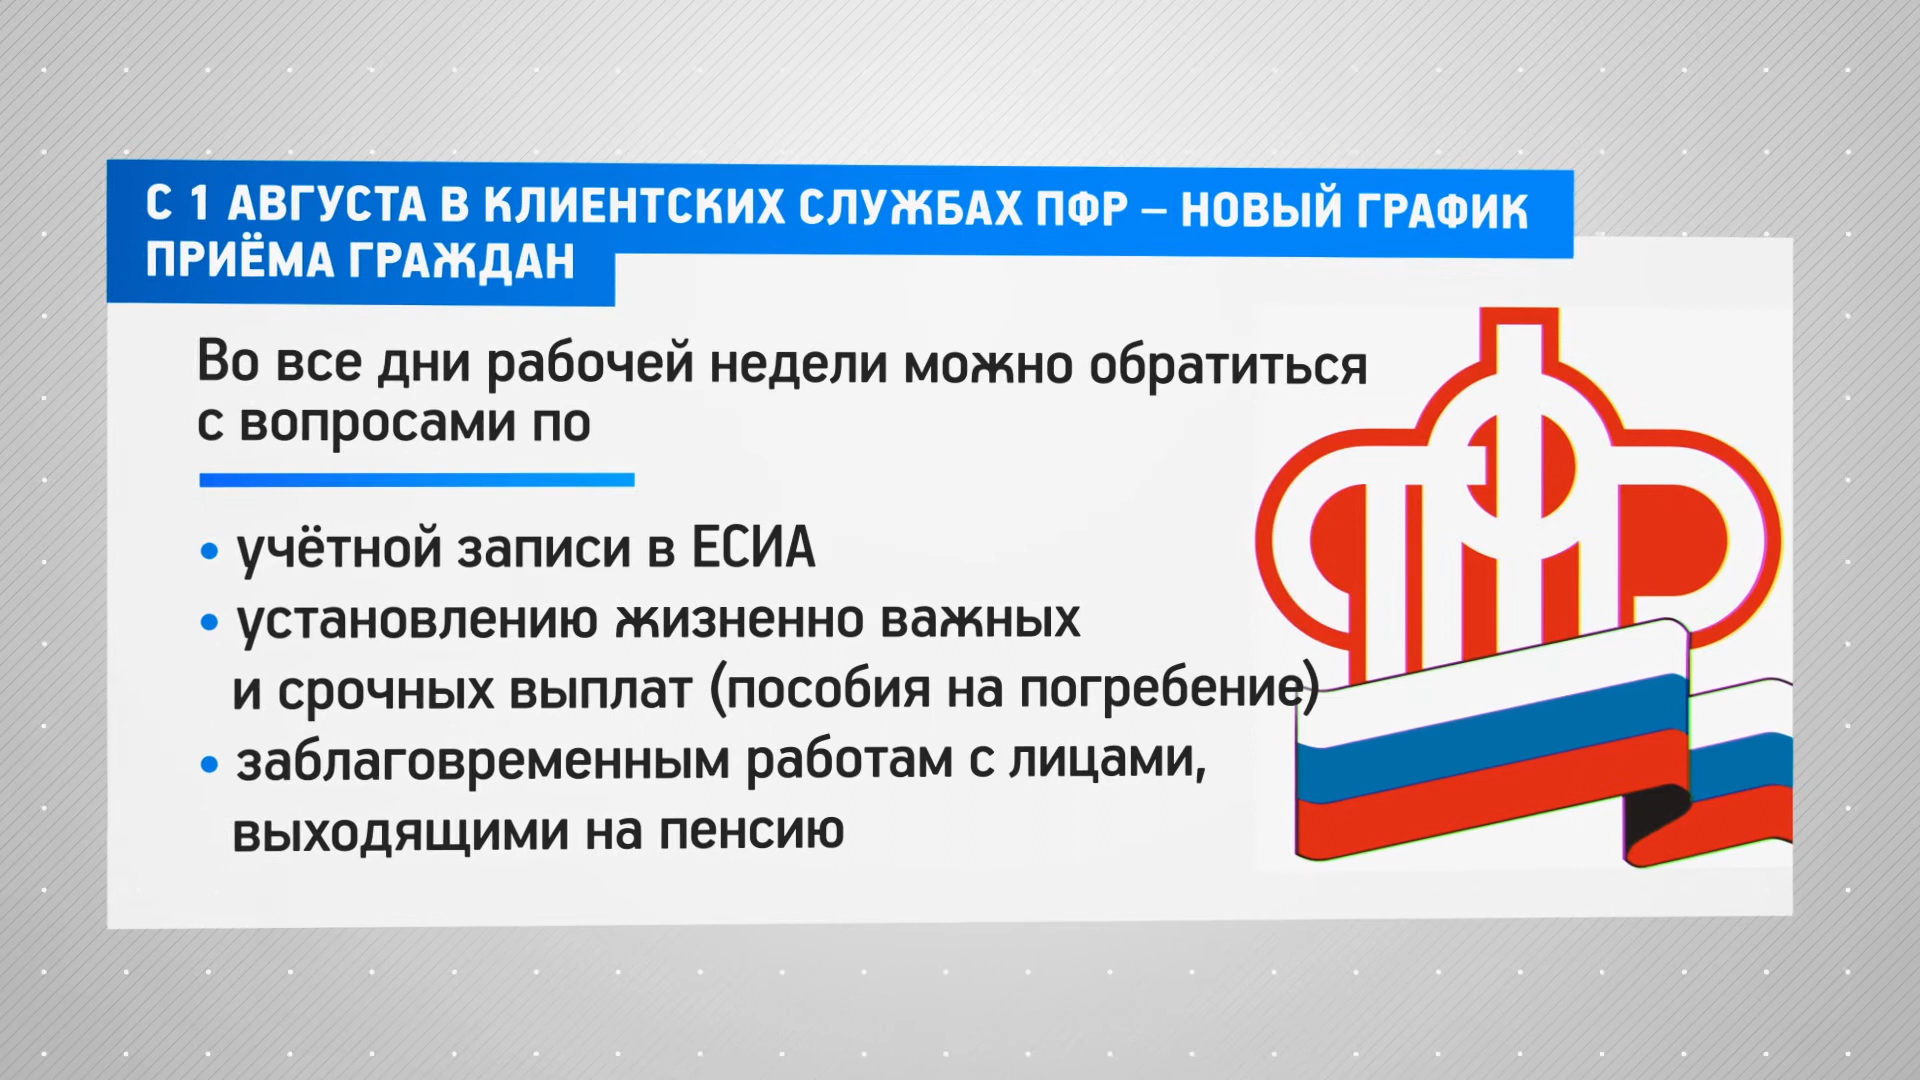 С 1 АВГУСТА В КЛИЕНТСКИХ СЛУЖБАХ ПФР – НОВЫЙ ГРАФИК
ПРИЁМА ГРАЖДАН
Во все дни рабочей недели можно обратиться
с вопросами по
• учётной записи в ЕСИА
• установлению жизненно важных
и срочных выплат (пособия на погребение)
• заблаговременным работам с лицами,
выходящими на пенсию